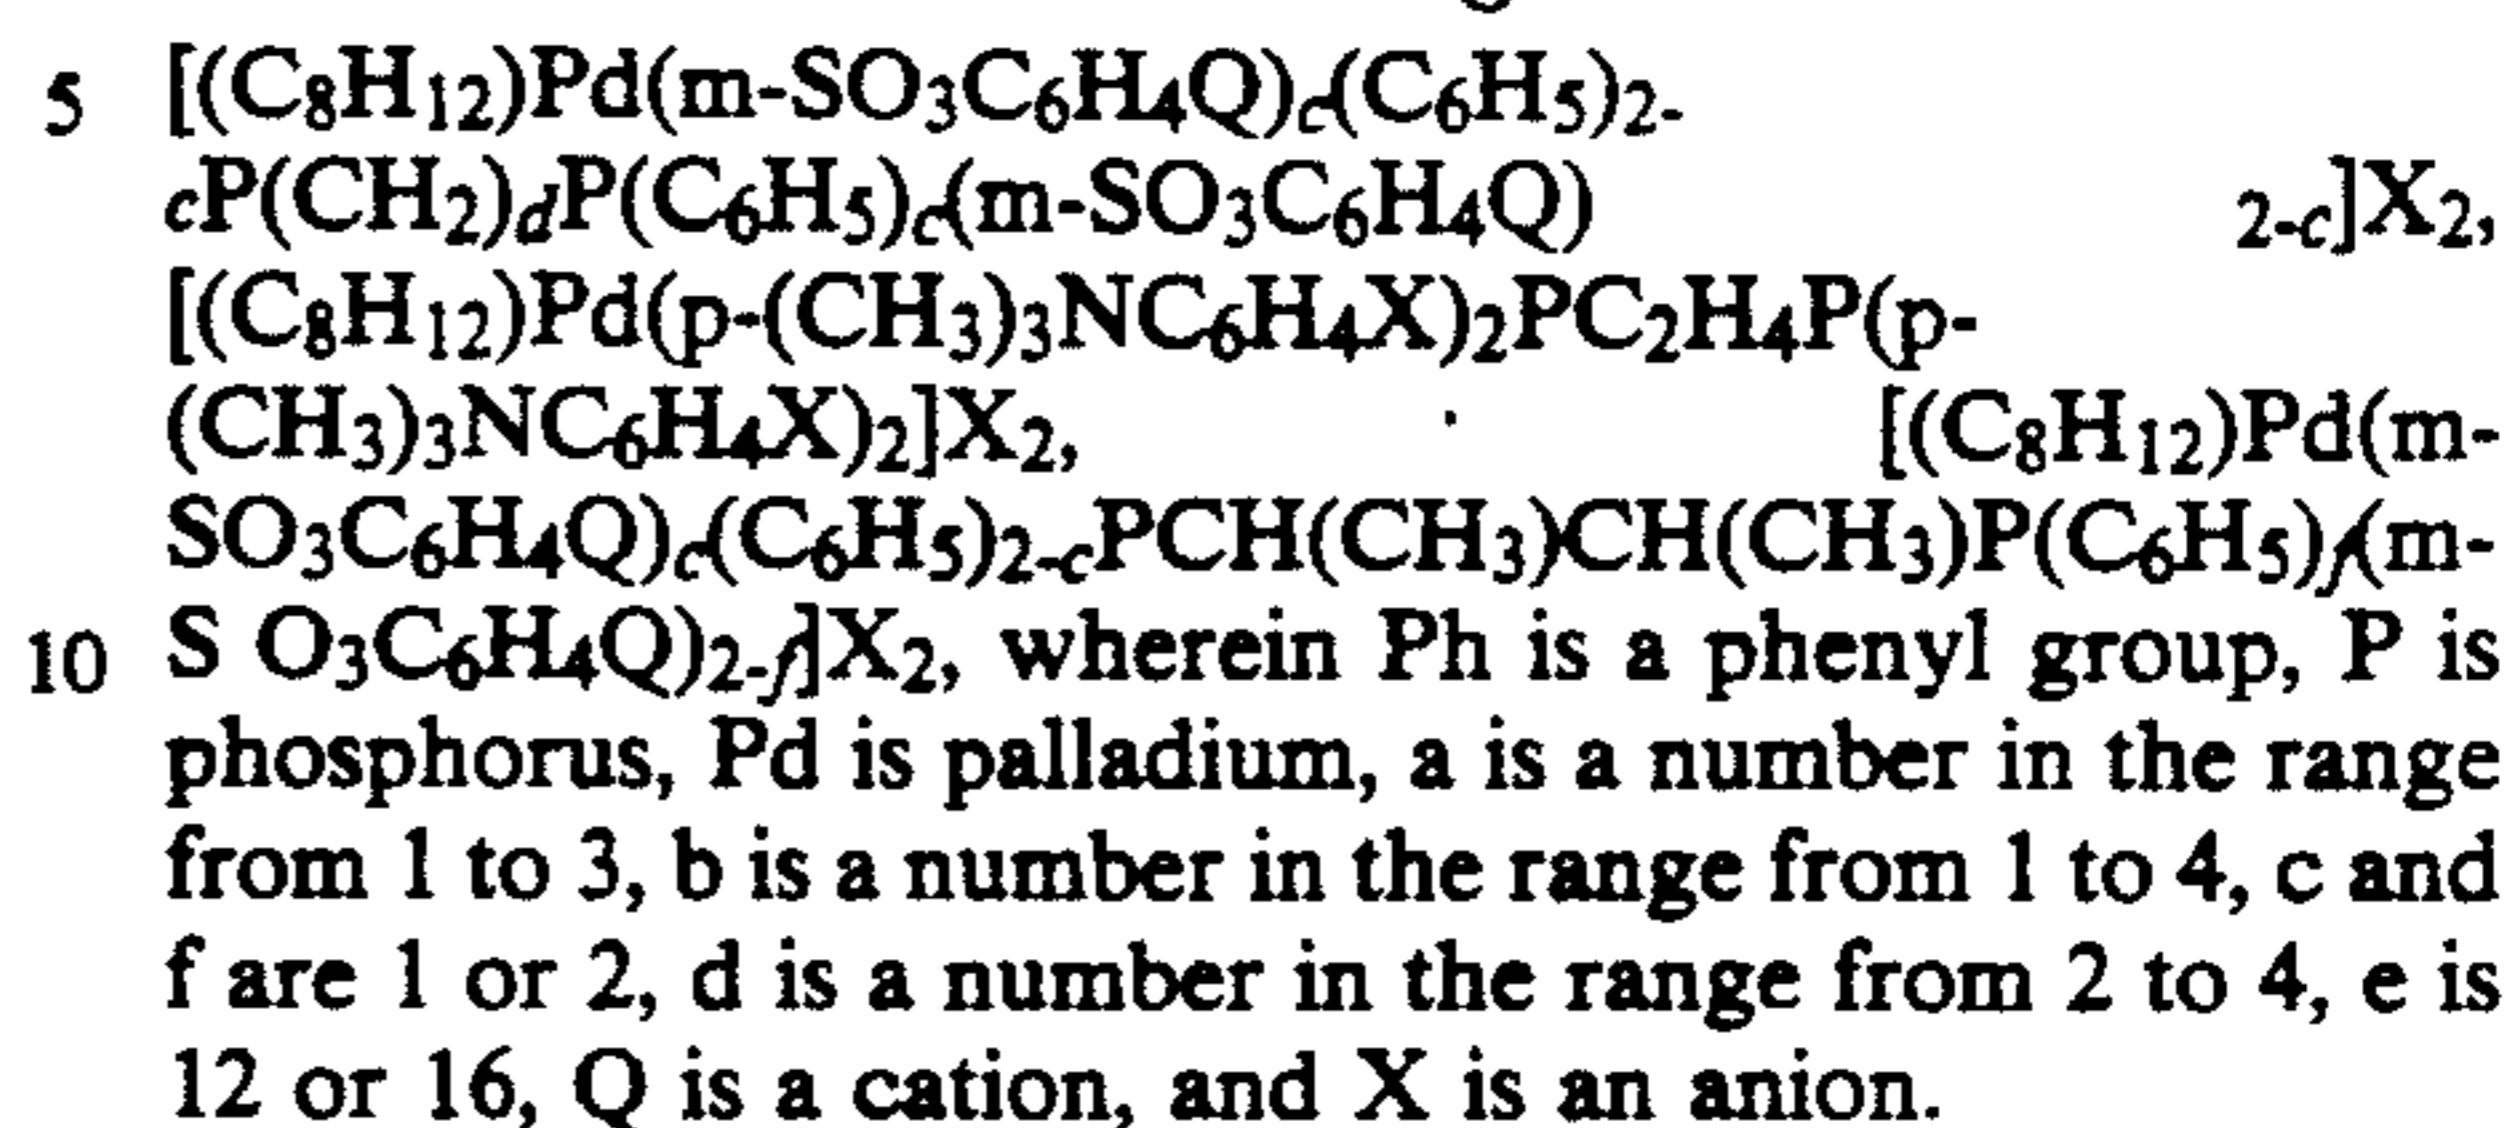 5 [(C₈H₁₂)Pd(m-SO₃C₆H₄Q)c(C₆H₅)₂-
cP(CH₂)dP(C₆H₅)c(m-SO₃C₆H₄Q) ₂-c]X₂,
[(C₈H₁₂)Pd(p-(CH₃)₃NC₆H₄X)₂PC₂H₄P(p-
(CH₃)₃NC₆H₄X)₂]X₂, [(C₈H₁₂)Pd(m-
SO₃C₆H₄Q)c(C₆H₅)₂-cPCH(CH₃)CH(CH₃)P(C₆H₅)f(m-
10 S O₃C₆H₄Q)₂-f]X₂, wherein Ph is a phenyl group, P is
phosphorus, Pd is palladium, a is a number in the range
from 1 to 3, b is a number in the range from 1 to 4, c and
f are 1 or 2, d is a number in the range from 2 to 4, e is
12 or 16, Q is a cation, and X is an anion.